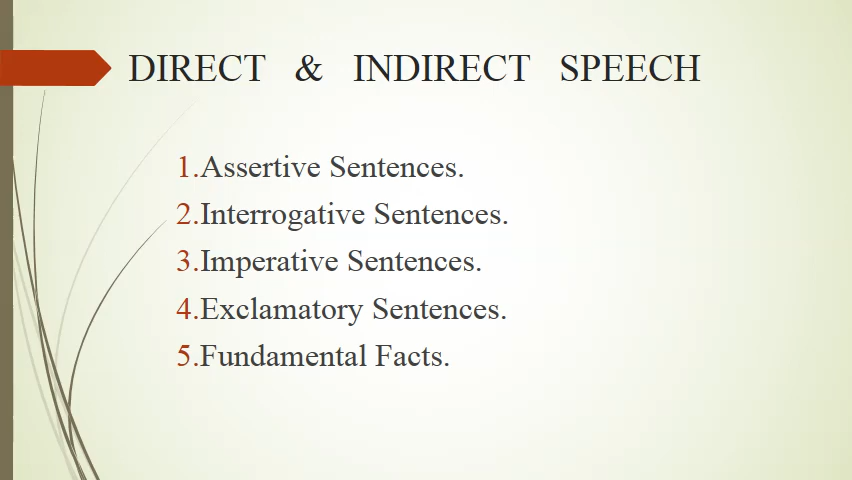 DIRECT & INDIRECT SPEECH
1.Assertive Sentences.
2.Interrogative Sentences.
3.Imperative Sentences.
4.Exclamatory Sentences.
5.Fundamental Facts.